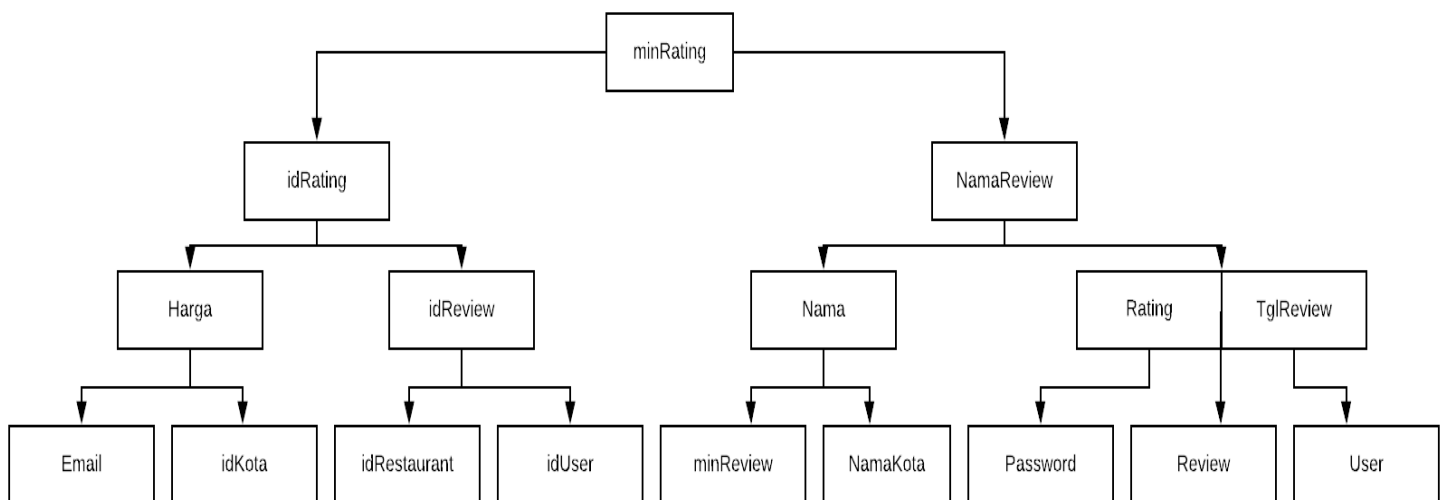 minRating
idRating
NamaReview
Harga
idReview
Nama
Rating
TglReview
Email
idKota
idRestaurant
idUser
minReview
NamaKota
Password
Review
User